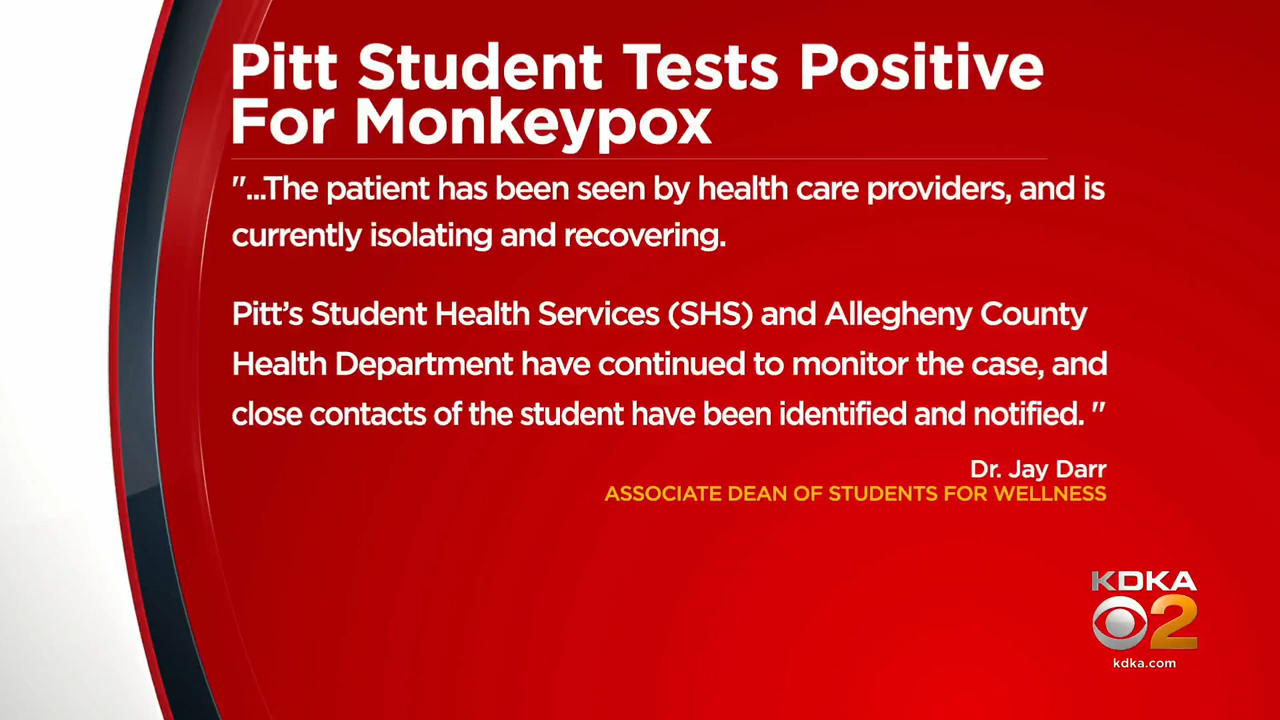 Pitt Student Tests Positive
For Monkeypox
"...The patient has been seen by health care providers, and is
currently isolating and recovering.
Pitt’s Student Health Services (SHS) and Allegheny County
Health Department have continued to monitor the case, and
close contacts of the student have been identified and notified. "
Dr. Jay Darr
ASSOCIATE DEAN OF STUDENTS FOR WELLNESS
KDKA
2
kdka.com